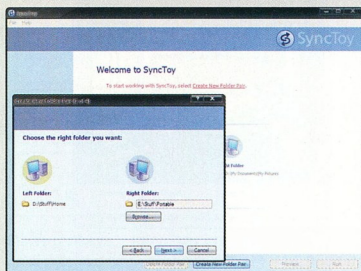 SyncToy
SyncToy
Welcome to SyncToy
To start working with SyncToy, select Create New Folder Pair.
Choose the right folder you want:
Left Folder:
Right Folder:
D:\Stuff\Home
E:\Stuff\Portable
Browse...
< Back
Next >
Cancel
Create New Folder Pair
Preview
Run